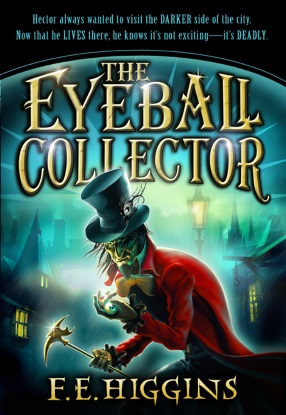 Hector always wanted to visit the DARKER side of the city.
Now that he LIVES there, he knows it's not exciting—it's DEADLY.
THE
EYEBALL
COLLECTOR
F.E.HIGGINS